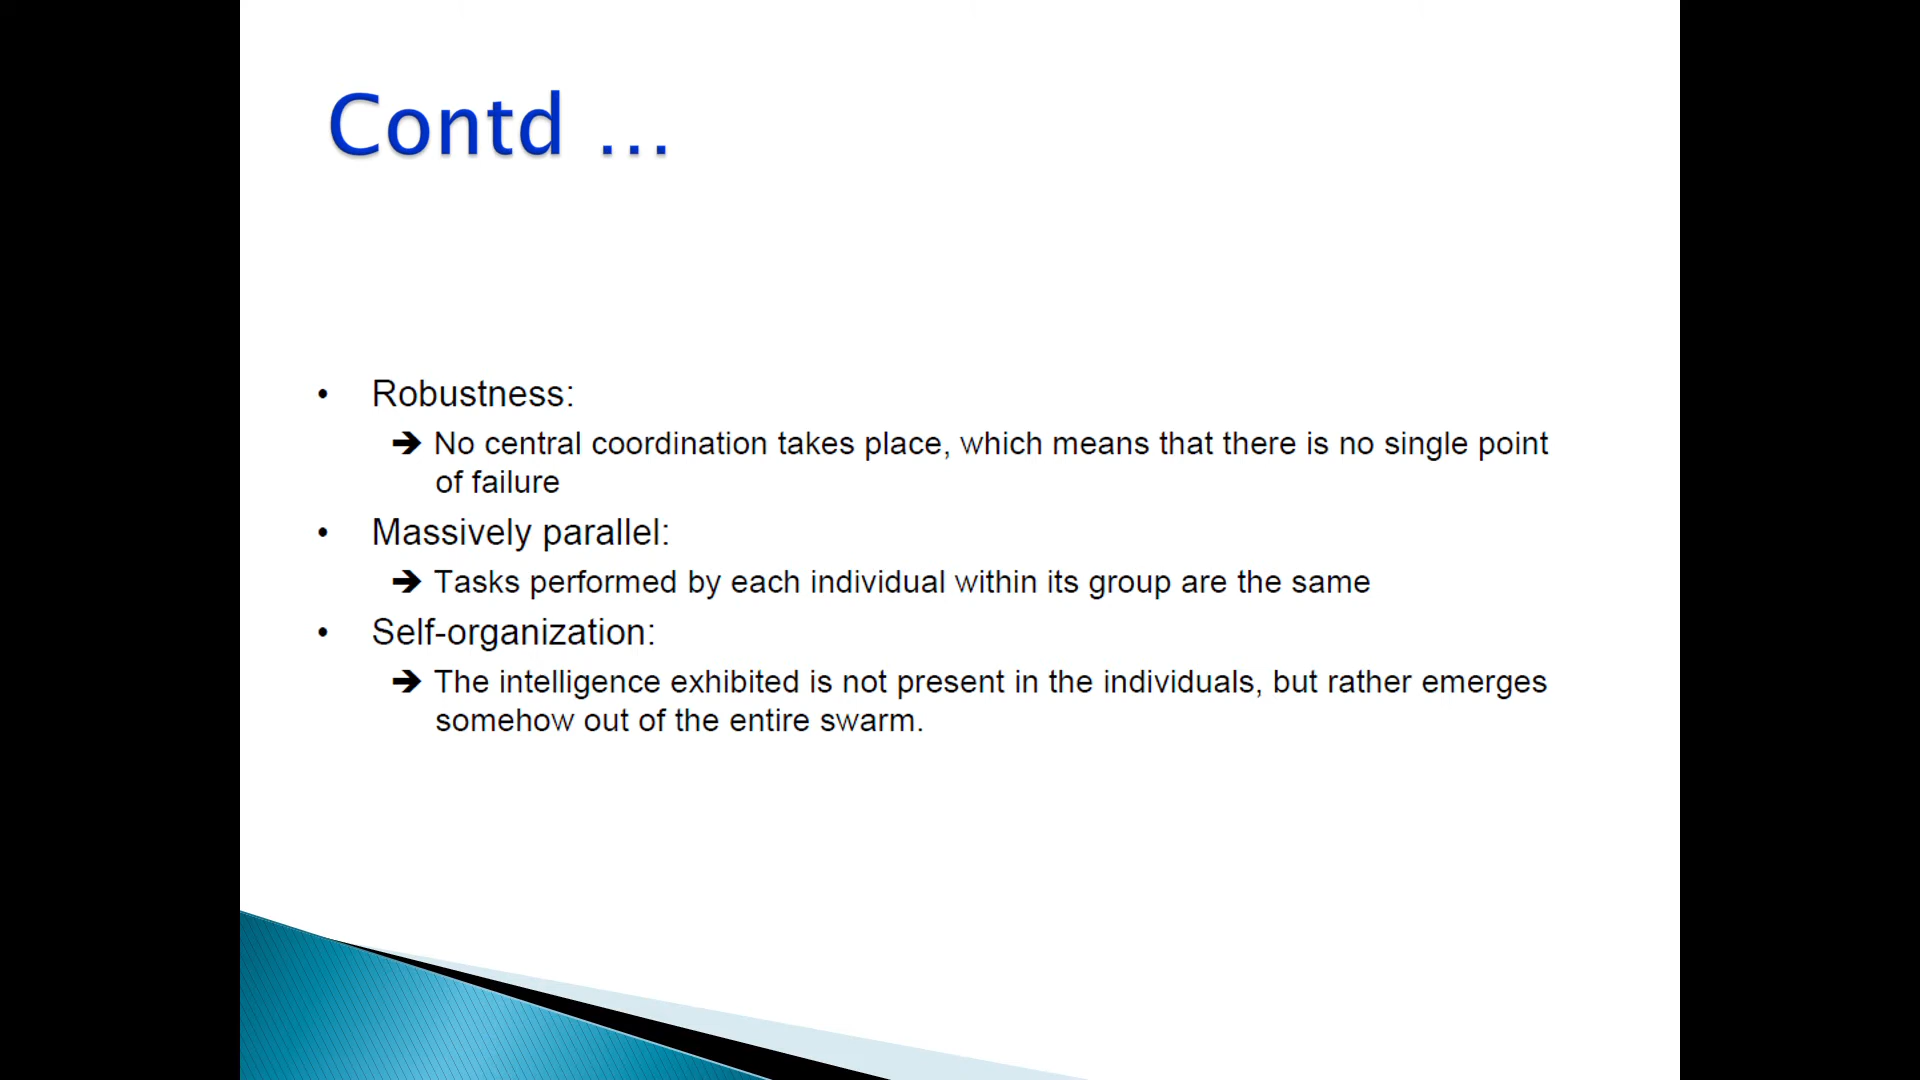 Contd ...
• Robustness:
➔ No central coordination takes place, which means that there is no single point
of failure
• Massively parallel:
➔ Tasks performed by each individual within its group are the same
• Self-organization:
➔ The intelligence exhibited is not present in the individuals, but rather emerges
somehow out of the entire swarm.